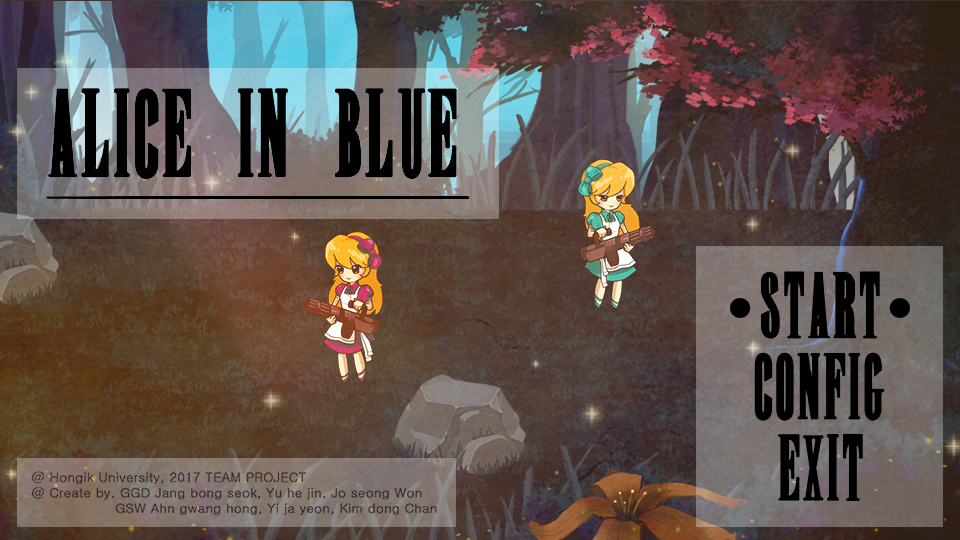 ALICE IN BLUE
•START•
CONFIG
EXIT
@ Hongik University, 2017 TEAM PROJECT
@ Create by. GGD Jang bong seok, Yu he jin, Jo seong Won
GSW Ahn gwang hong, Yi ja yeon, Kim dong Chan